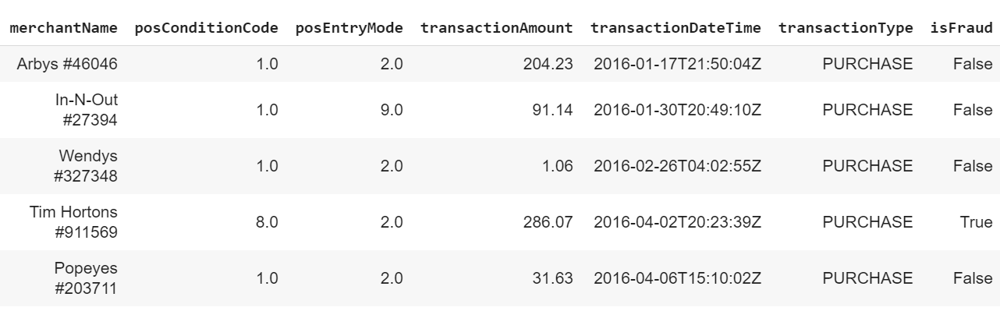 merchantName posConditionCode posEntryMode transactionAmount transactionDateTime transactionType isFraud
Arbys #46046 1.0 2.0 204.23 2016-01-17T21:50:04Z PURCHASE False
In-N-Out
#27394 1.0 9.0 91.14 2016-01-30T20:49:10Z PURCHASE False
Wendys
#327348 1.0 2.0 1.06 2016-02-26T04:02:55Z PURCHASE False
Tim Hortons
#911569 8.0 2.0 286.07 2016-04-02T20:23:39Z PURCHASE True
Popeyes
#203711 1.0 2.0 31.63 2016-04-06T15:10:02Z PURCHASE False